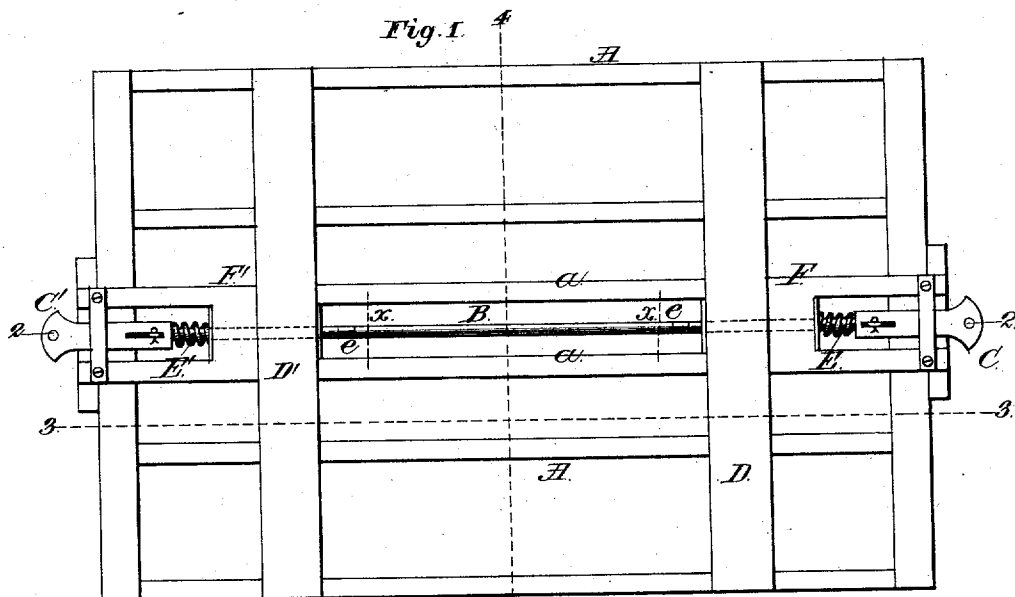 Fig. 1.
4
A
F' a F
C' x. B x. e
2 2.
e E' E C
D' a
3. 3.
A. D.